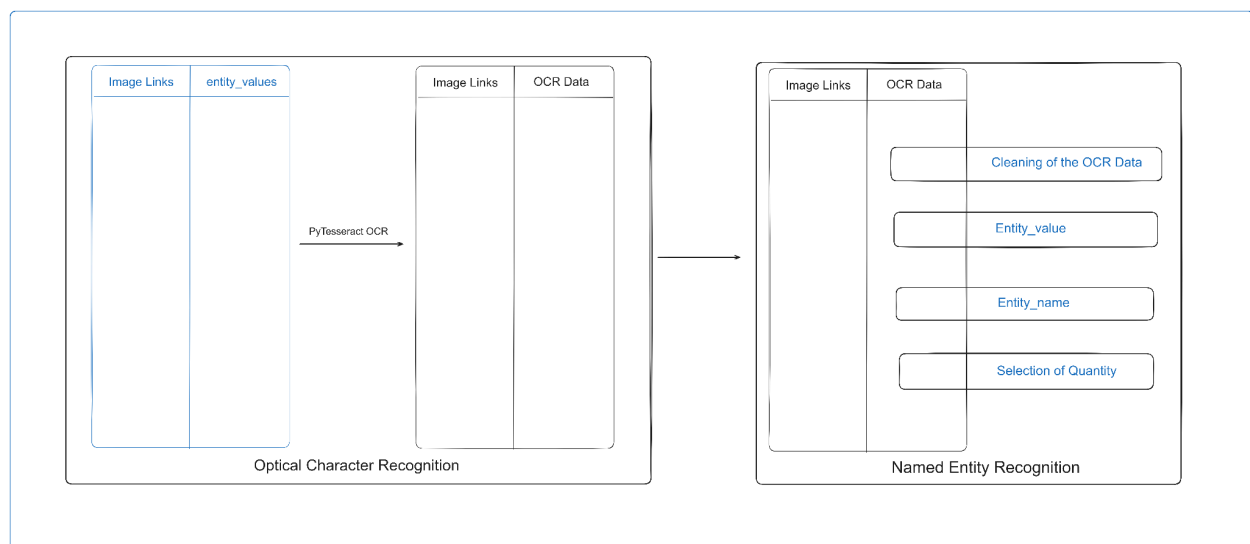 Image Links
entity_values
PyTesseract OCR
Image Links
OCR Data
Optical Character Recognition
Image Links
OCR Data
Cleaning of the OCR Data
Entity_value
Entity_name
Selection of Quantity
Named Entity Recognition